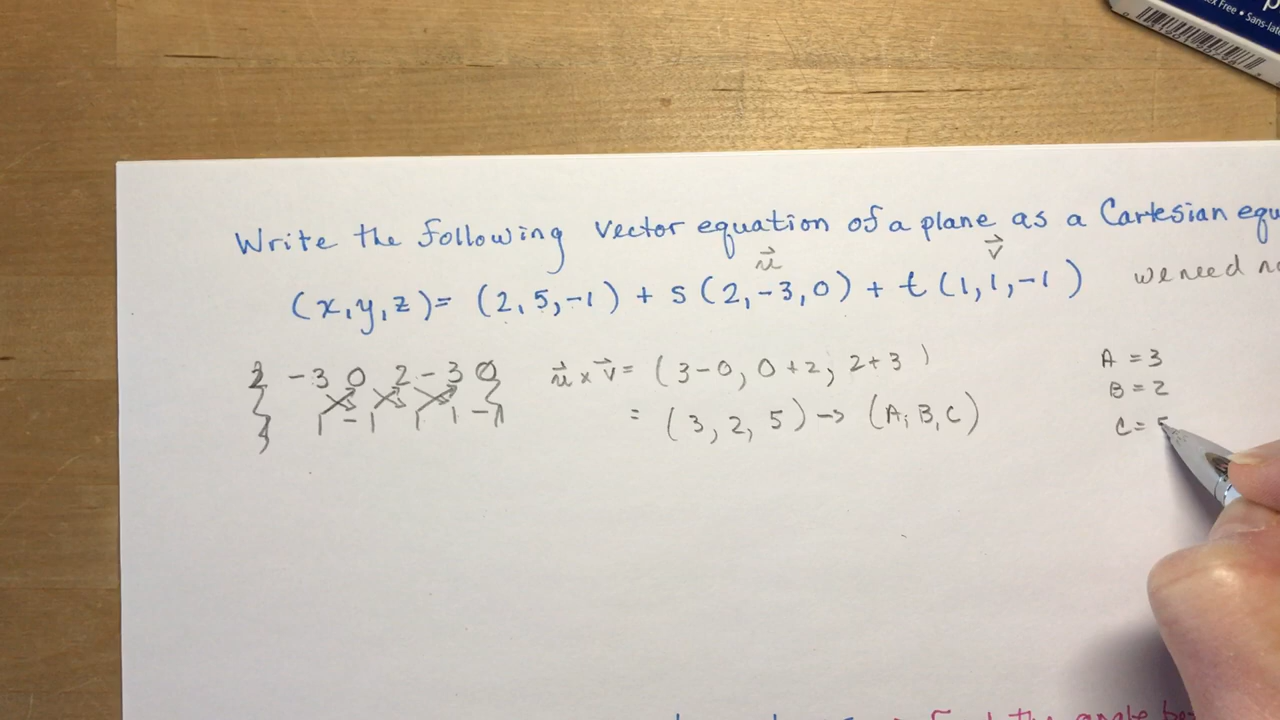 Write the following vector equation of a plane as a Cartesian equ
u⃗ v⃗
(x,y,z)= (2,5,-1) + s(2,-3,0) + t(1,1,-1) we need
2 -3 0 2 -3 0 u⃗ x v⃗ = (3-0, 0+2, 2+3) A = 3
1 -1 1 1 -1 = (3, 2, 5) -> (A, B, C) B = 2
C = 5
the angle